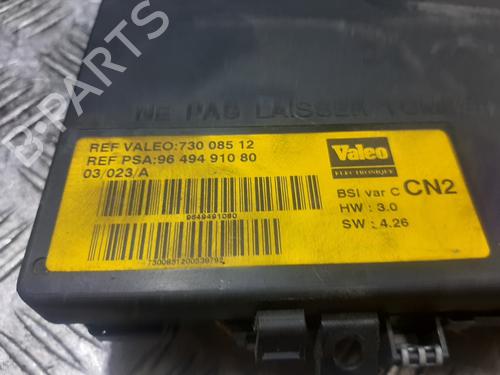 NE PAS LAISSER TOMBER
REF VALEO:730 085 12
REF PSA:96 494 910 80
03/023/A
9649491080
Valeo
ELECTRONIQUE
BSI var C CN2
HW : 3.0
SW : 4.26
B-PARTS